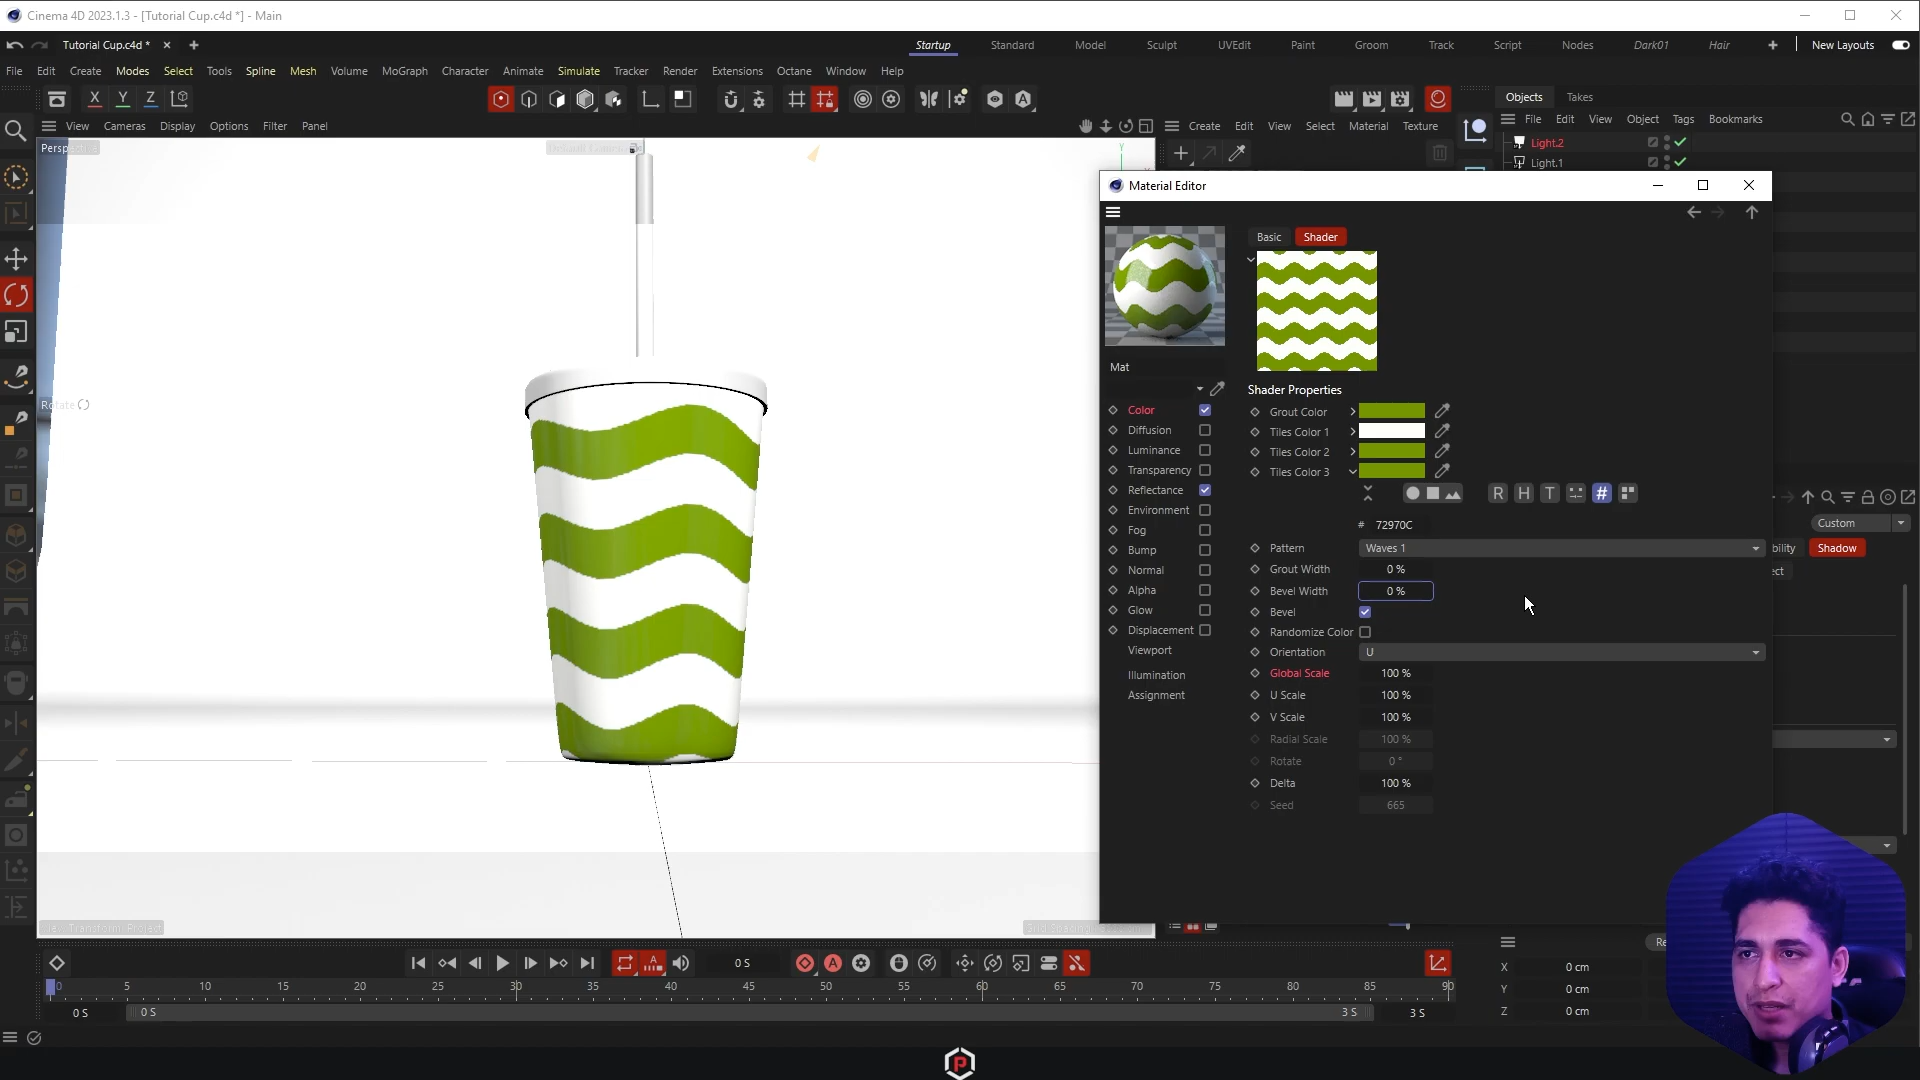 Cinema 4D 2023.1.3 - [Tutorial Cup.c4d *] - Main
Tutorial Cup.c4d *
Startup Standard Model Sculpt UVEdit Paint Groom Track Script Nodes Dark01 Hair New Layouts
File Edit Create Modes Select Tools Spline Mesh Volume MoGraph Character Animate Simulate Tracker Render Extensions Octane Window Help
X Y Z
Objects Takes
View Cameras Display Options Filter Panel
Create Edit View Select Material Texture
File Edit View Object Tags Bookmarks
Light.2
Light.1
Y
Rotate
Material Editor
Basic Shader
Mat
Shader Properties
Color
Diffusion
Luminance
Transparency
Reflectance
Environment
Fog
Bump
Normal
Alpha
Glow
Displacement
Viewport
Illumination
Assignment
Grout Color
Tiles Color 1
Tiles Color 2
Tiles Color 3
R H T #
# 72970C
Pattern Waves 1
Grout Width 0 %
Bevel Width 0 %
Bevel
Randomize Color
Orientation U
Global Scale 100 %
U Scale 100 %
V Scale 100 %
Radial Scale 100 %
Rotate 0 °
Delta 100 %
Seed 665
Custom
bility Shadow
ect
View Transform: Project
0 S
0 5 10 15 20 25 30 35 40 45 50 55 60 65 70 75 80 85 90
0 S 0 S 3 S 3 S
Re
X 0 cm
Y 0 cm
Z 0 cm
P